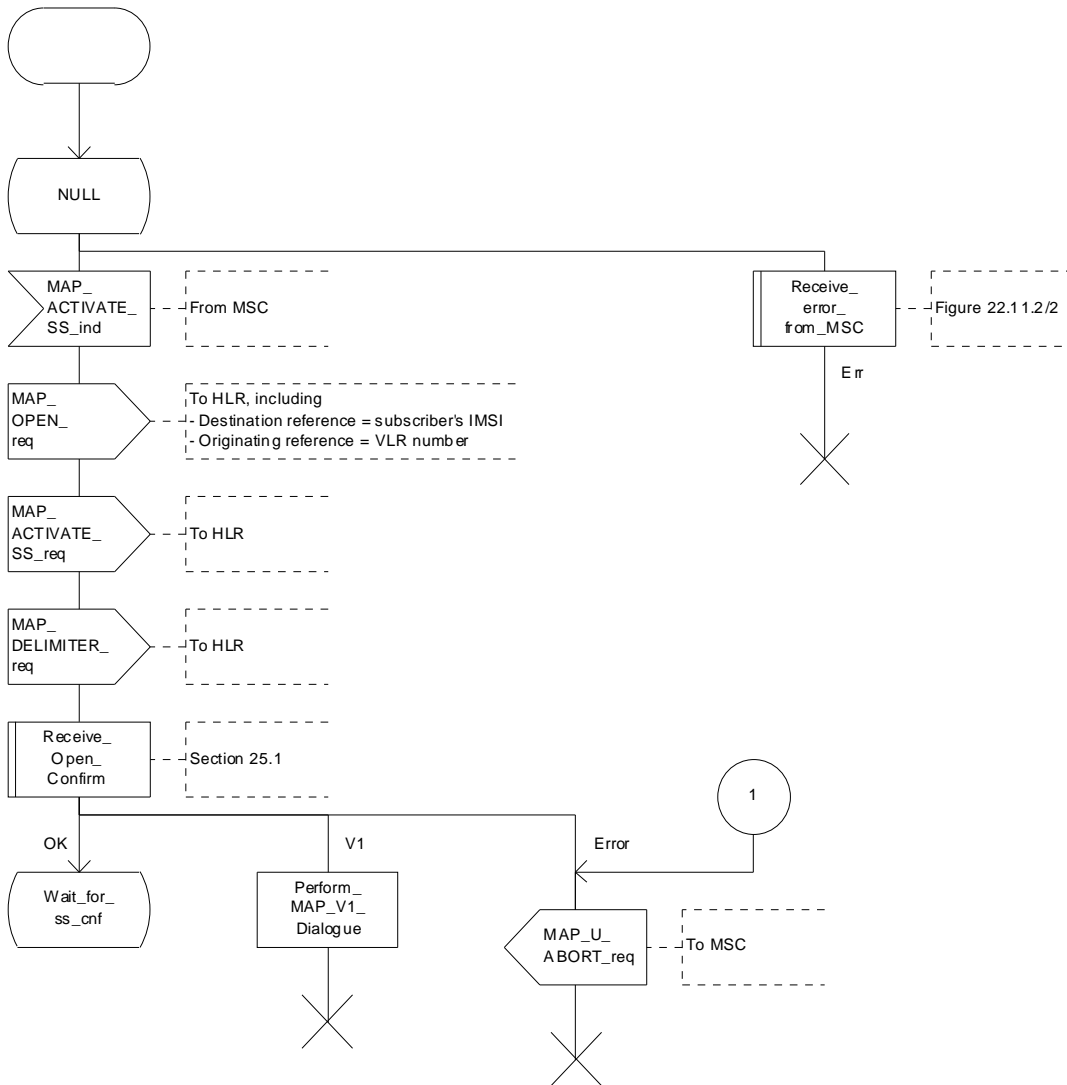 NULL
MAP_
ACTIVATE_
SS_ind
From MSC
Receive_
error_
from_MSC
Figure 22.11.2/2
Err
MAP_
OPEN_
req
To HLR, including
- Destination reference = subscriber's IMSI
- Originating reference = VLR number
MAP_
ACTIVATE_
SS_req
To HLR
MAP_
DELIMITER_
req
To HLR
Receive_
Open_
Confirm
Section 25.1
1
OK
V1
Error
Wait_for_
ss_cnf
Perform_
MAP_V1_
Dialogue
MAP_U_
ABORT_req
To MSC